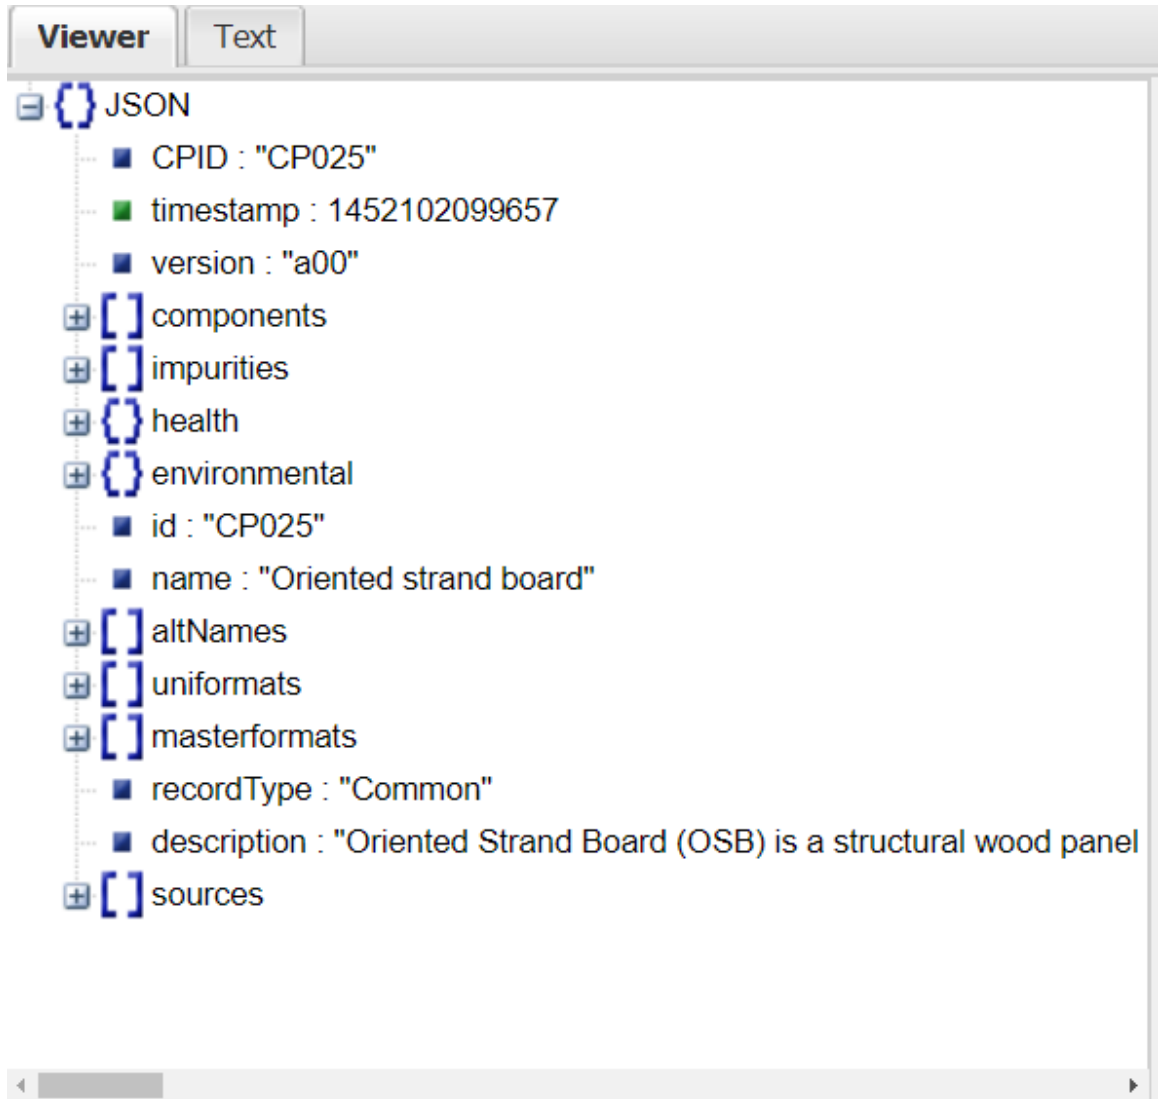 Viewer Text
JSON
CPID : "CP025"
timestamp : 1452102099657
version : "a00"
components
impurities
health
environmental
id : "CP025"
name : "Oriented strand board"
altNames
uniformats
masterformats
recordType : "Common"
description : "Oriented Strand Board (OSB) is a structural wood panel
sources